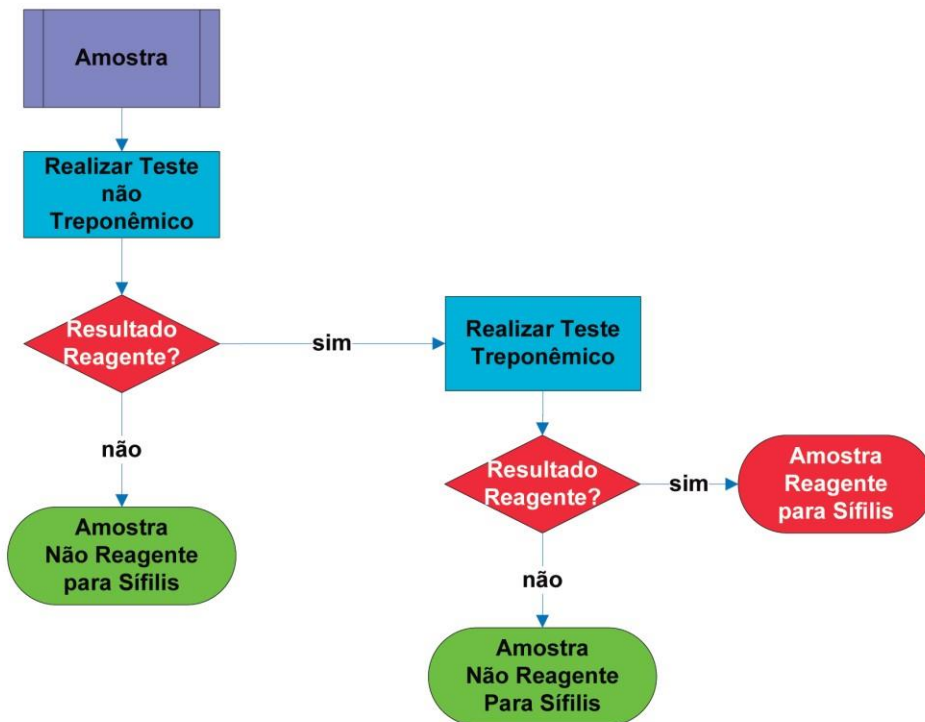 Amostra
Realizar Teste
não
Treponêmico
Resultado
Reagente?
sim
Realizar Teste
Treponêmico
não
Amostra
Não Reagente
para Sífilis
Resultado
Reagente?
sim
Amostra
Reagente
para Sífilis
não
Amostra
Não Reagente
Para Sífilis